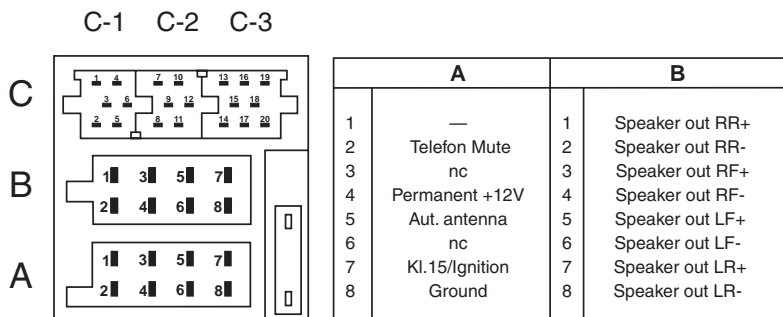 C-1 C-2 C-3
C
1 4 7 10 13 16 19
3 6 9 12 15 18
2 5 8 11 14 17 20
B
1 3 5 7
2 4 6 8
A
1 3 5 7
2 4 6 8
A B
1 — 1 Speaker out RR+
2 Telefon Mute 2 Speaker out RR-
3 nc 3 Speaker out RF+
4 Permanent +12V 4 Speaker out RF-
5 Aut. antenna 5 Speaker out LF+
6 nc 6 Speaker out LF-
7 Kl.15/Ignition 7 Speaker out LR+
8 Ground 8 Speaker out LR-